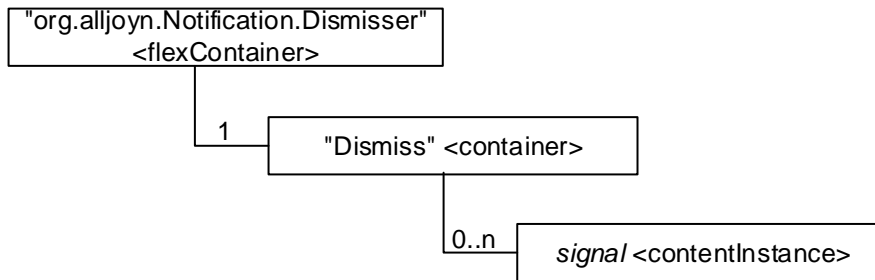 "org.alljoyn.Notification.Dismisser"
<flexContainer>
1
"Dismiss" <container>
0..n
signal <contentInstance>